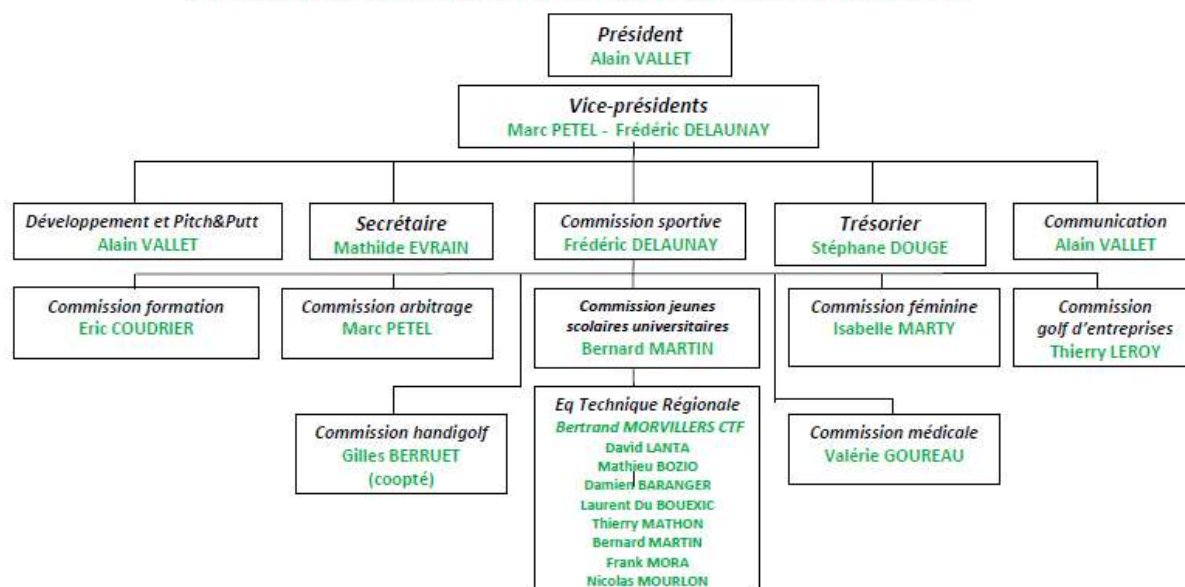 Président
Alain VALLET
Vice-présidents
Marc PETEL - Frédéric DELAUNAY
Développement et Pitch&Putt
Alain VALLET
Secrétaire
Mathilde EVRAIN
Commission sportive
Frédéric DELAUNAY
Trésorier
Stéphane DOUGE
Communication
Alain VALLET
Commission formation
Eric COUDRIER
Commission arbitrage
Marc PETEL
Commission jeunes
scolaires universitaires
Bernard MARTIN
Commission féminine
Isabelle MARTY
Commission
golf d'entreprises
Thierry LEROY
Commission handigolf
Gilles BERRUET
(coopté)
Eq Technique Régionale
Bertrand MORVILLERS CTF
David LANTA
Mathieu BOZIO
Damien BARANGER
Laurent Du BOUEXIC
Thierry MATHON
Bernard MARTIN
Frank MORA
Nicolas MOURLON
Commission médicale
Valérie GOUREAU